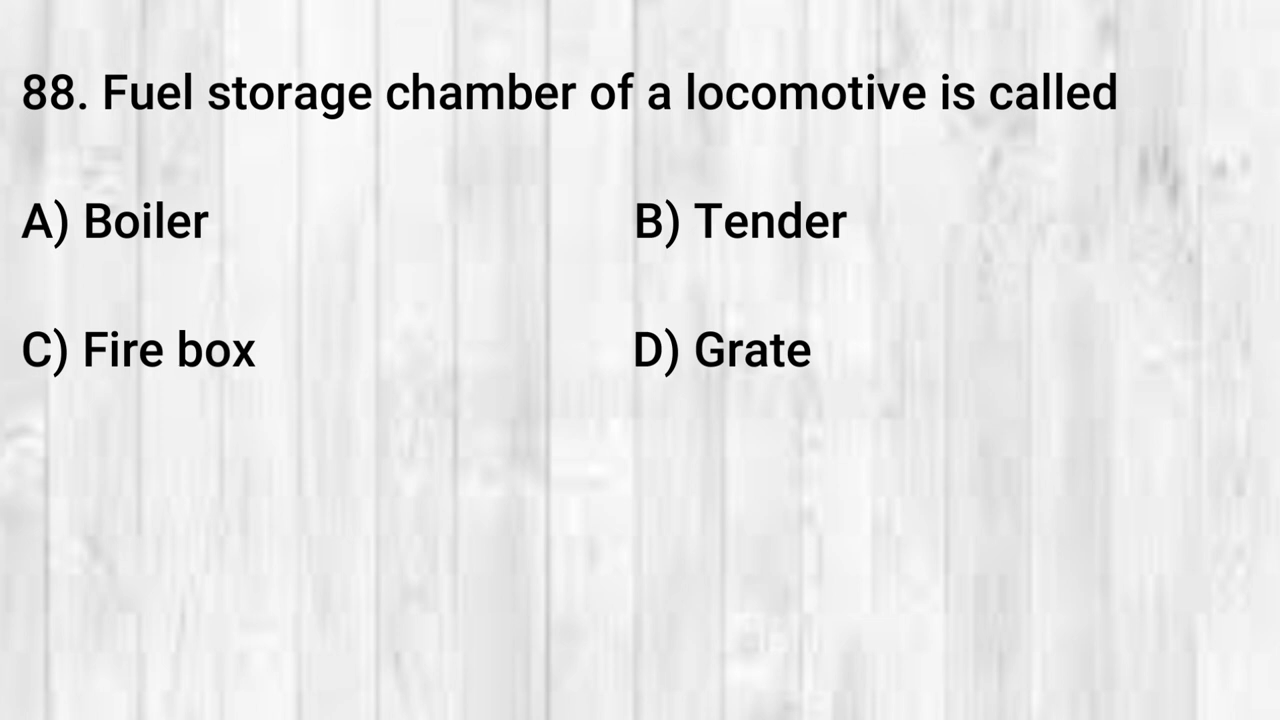 88. Fuel storage chamber of a locomotive is called
A) Boiler B) Tender
C) Fire box D) Grate